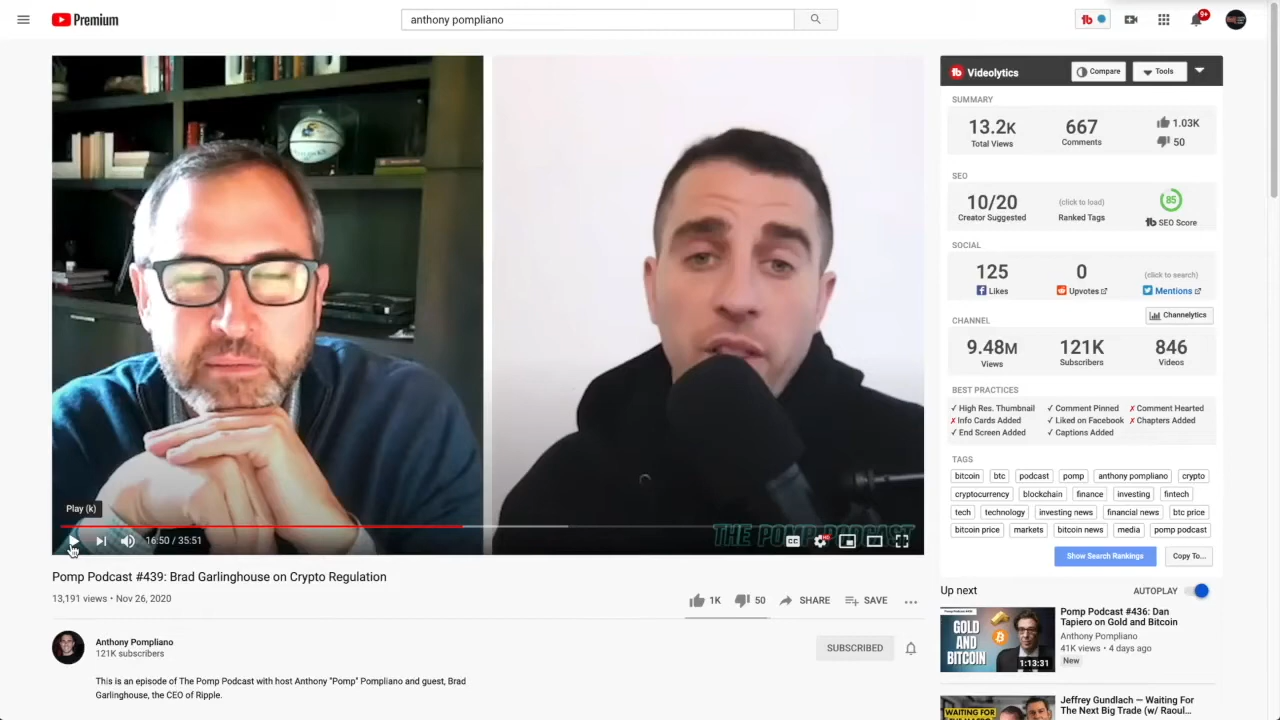 Premium
anthony pompliano
9+
Videolytics
Compare
Tools
SUMMARY
13.2K
Total Views
667
Comments
1.03K
50
SEO
10/20
Creator Suggested
(click to load)
Ranked Tags
85
SEO Score
SOCIAL
125
Likes
0
Upvotes
(click to search)
Mentions
CHANNEL
Channelytics
9.48M
Views
121K
Subscribers
846
Videos
BEST PRACTICES
✓ High Res. Thumbnail ✓ Comment Pinned ✗ Comment Hearted
✗ Info Cards Added ✓ Liked on Facebook ✗ Chapters Added
✓ End Screen Added ✓ Captions Added
TAGS
bitcoin btc podcast pomp anthony pompliano crypto
cryptocurrency blockchain finance investing fintech
tech technology investing news financial news btc price
bitcoin price markets bitcoin news media pomp podcast
Show Search Rankings
Copy To...
Play (k)
16:50 / 35:51
THE POMP PODCAST
CC
HD
Pomp Podcast #439: Brad Garlinghouse on Crypto Regulation
13,191 views • Nov 26, 2020
1K
50
SHARE
SAVE
Anthony Pompliano
121K subscribers
SUBSCRIBED
This is an episode of The Pomp Podcast with host Anthony "Pomp" Pompliano and guest, Brad
Garlinghouse, the CEO of Ripple.
Up next
AUTOPLAY
GOLD
AND
BITCOIN
1:13:31
Pomp Podcast #436: Dan
Tapiero on Gold and Bitcoin
Anthony Pompliano
41K views • 4 days ago
New
WAITING FOR
Jeffrey Gundlach — Waiting For
The Next Big Trade (w/ Raoul...